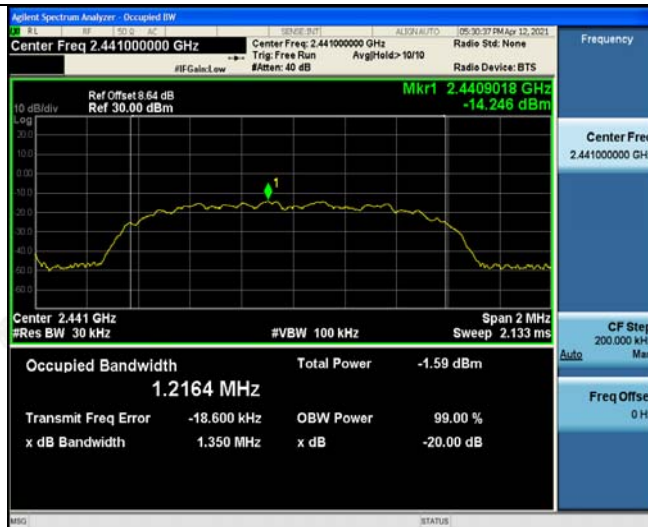 Agilent Spectrum Analyzer - Occupied BW
RL RF 50 Ω AC SENSE:INT ALIGN AUTO 05:30:37 PM Apr 12, 2021
Center Freq 2.441000000 GHz
Center Freq: 2.441000000 GHz
Radio Std: None
Trig: Free Run
Avg|Hold:> 10/10
#IFGain:Low
#Atten: 40 dB
Radio Device: BTS
Ref Offset 8.64 dB
Mkr1 2.4409018 GHz
10 dB/div
Ref 30.00 dBm
-14.246 dBm
Log
20.0
10.0
0.00
1
10.0
20.0
30.0
40.0
50.0
60.0
Center 2.441 GHz
Span 2 MHz
#Res BW 30 kHz
#VBW 100 kHz
Sweep 2.133 ms
Occupied Bandwidth
Total Power
-1.59 dBm
1.2164 MHz
Transmit Freq Error
-18.600 kHz
OBW Power
99.00 %
x dB Bandwidth
1.350 MHz
x dB
-20.00 dB
MSG
STATUS
Frequency
Center Fre
2.441000000 GH
CF Step
200.000 kH
Auto Ma
Freq Offse
0 H